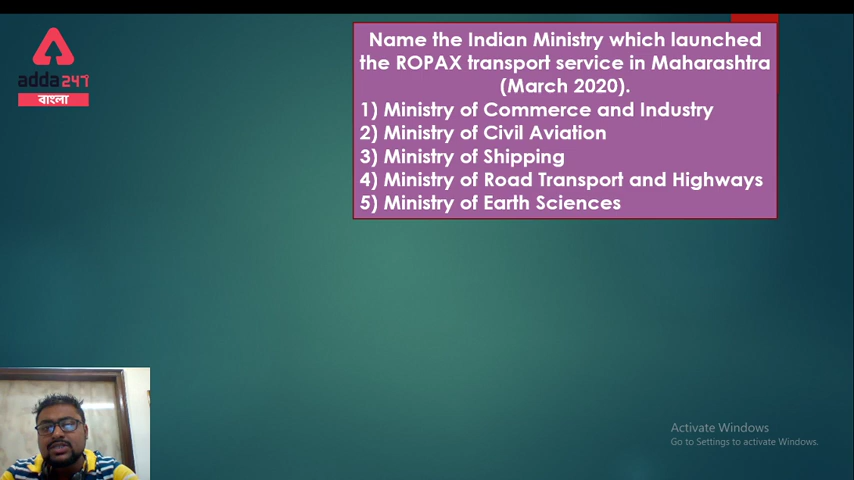 adda247
বাংলা
Name the Indian Ministry which launched
the ROPAX transport service in Maharashtra
(March 2020).
1) Ministry of Commerce and Industry
2) Ministry of Civil Aviation
3) Ministry of Shipping
4) Ministry of Road Transport and Highways
5) Ministry of Earth Sciences
Activate Windows
Go to Settings to activate Windows.